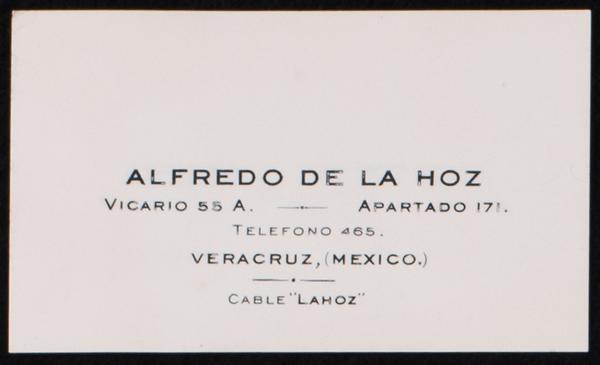 ALFREDO DE LA HOZ
VICARIO 55 A. APARTADO 171.
TELEFONO 465.
VERACRUZ, (MEXICO.)
CABLE "LAHOZ"